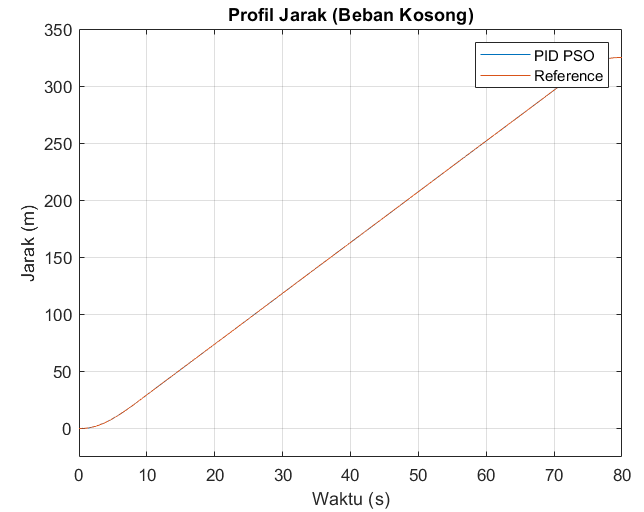 Profil Jarak (Beban Kosong)
350
300
250
200
150
100
50
0
Jarak (m)
PID PSO
Reference
0 10 20 30 40 50 60 70 80
Waktu (s)